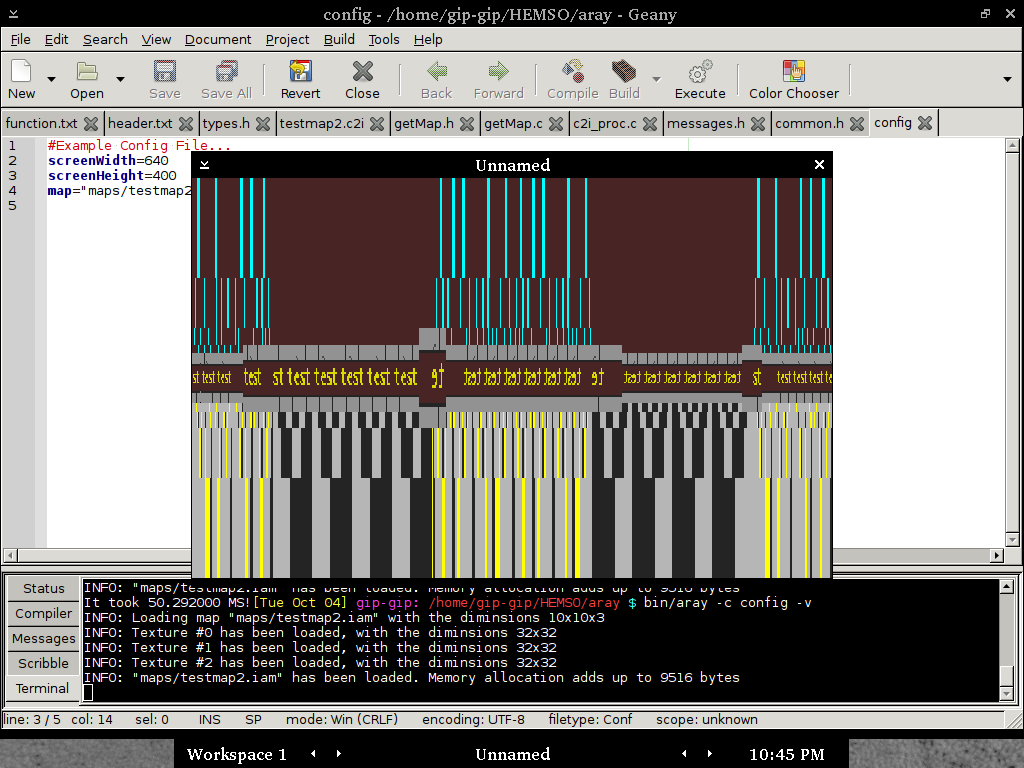 config - /home/gip-gip/HEMSO/aray - Geany
File Edit Search View Document Project Build Tools Help
New Open Save Save All Revert Close Back Forward Compile Build Execute Color Chooser
function.txt header.txt types.h testmap2.c2i getMap.h getMap.c c2i_proc.c messages.h common.h config
1 #Example Config File...
2 screenWidth=640
3 screenHeight=400
4 map="maps/testmap2
5
Unnamed
st test test test st test test test test test
test test test test test test
test test test test test test
st test test test
Status
Compiler
Messages
Scribble
Terminal
INFO: "maps/testmap2.iam" has been loaded. Memory allocation adds up to 9516 bytes
It took 50.292000 MS![Tue Oct 04] gip-gip: /home/gip-gip/HEMSO/aray $ bin/aray -c config -v
INFO: Loading map "maps/testmap2.iam" with the diminsions 10x10x3
INFO: Texture #0 has been loaded, with the diminsions 32x32
INFO: Texture #1 has been loaded, with the diminsions 32x32
INFO: Texture #2 has been loaded, with the diminsions 32x32
INFO: "maps/testmap2.iam" has been loaded. Memory allocation adds up to 9516 bytes
line: 3 / 5 col: 14 sel: 0 INS SP mode: Win (CRLF) encoding: UTF-8 filetype: Conf scope: unknown
Workspace 1 Unnamed 10:45 PM